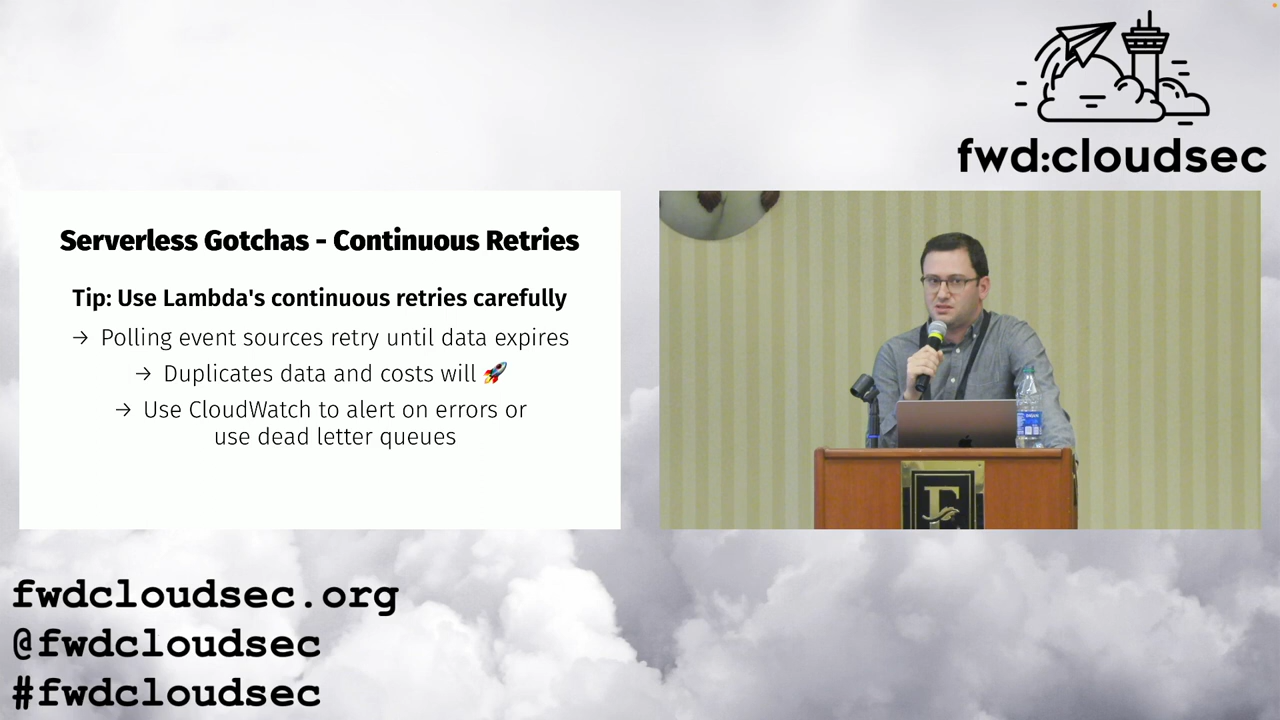 fwd:cloudsec
Serverless Gotchas - Continuous Retries
Tip: Use Lambda's continuous retries carefully
→ Polling event sources retry until data expires
→ Duplicates data and costs will 🚀
→ Use CloudWatch to alert on errors or
use dead letter queues
E
fwdcloudsec.org
@fwdcloudsec
#fwdcloudsec